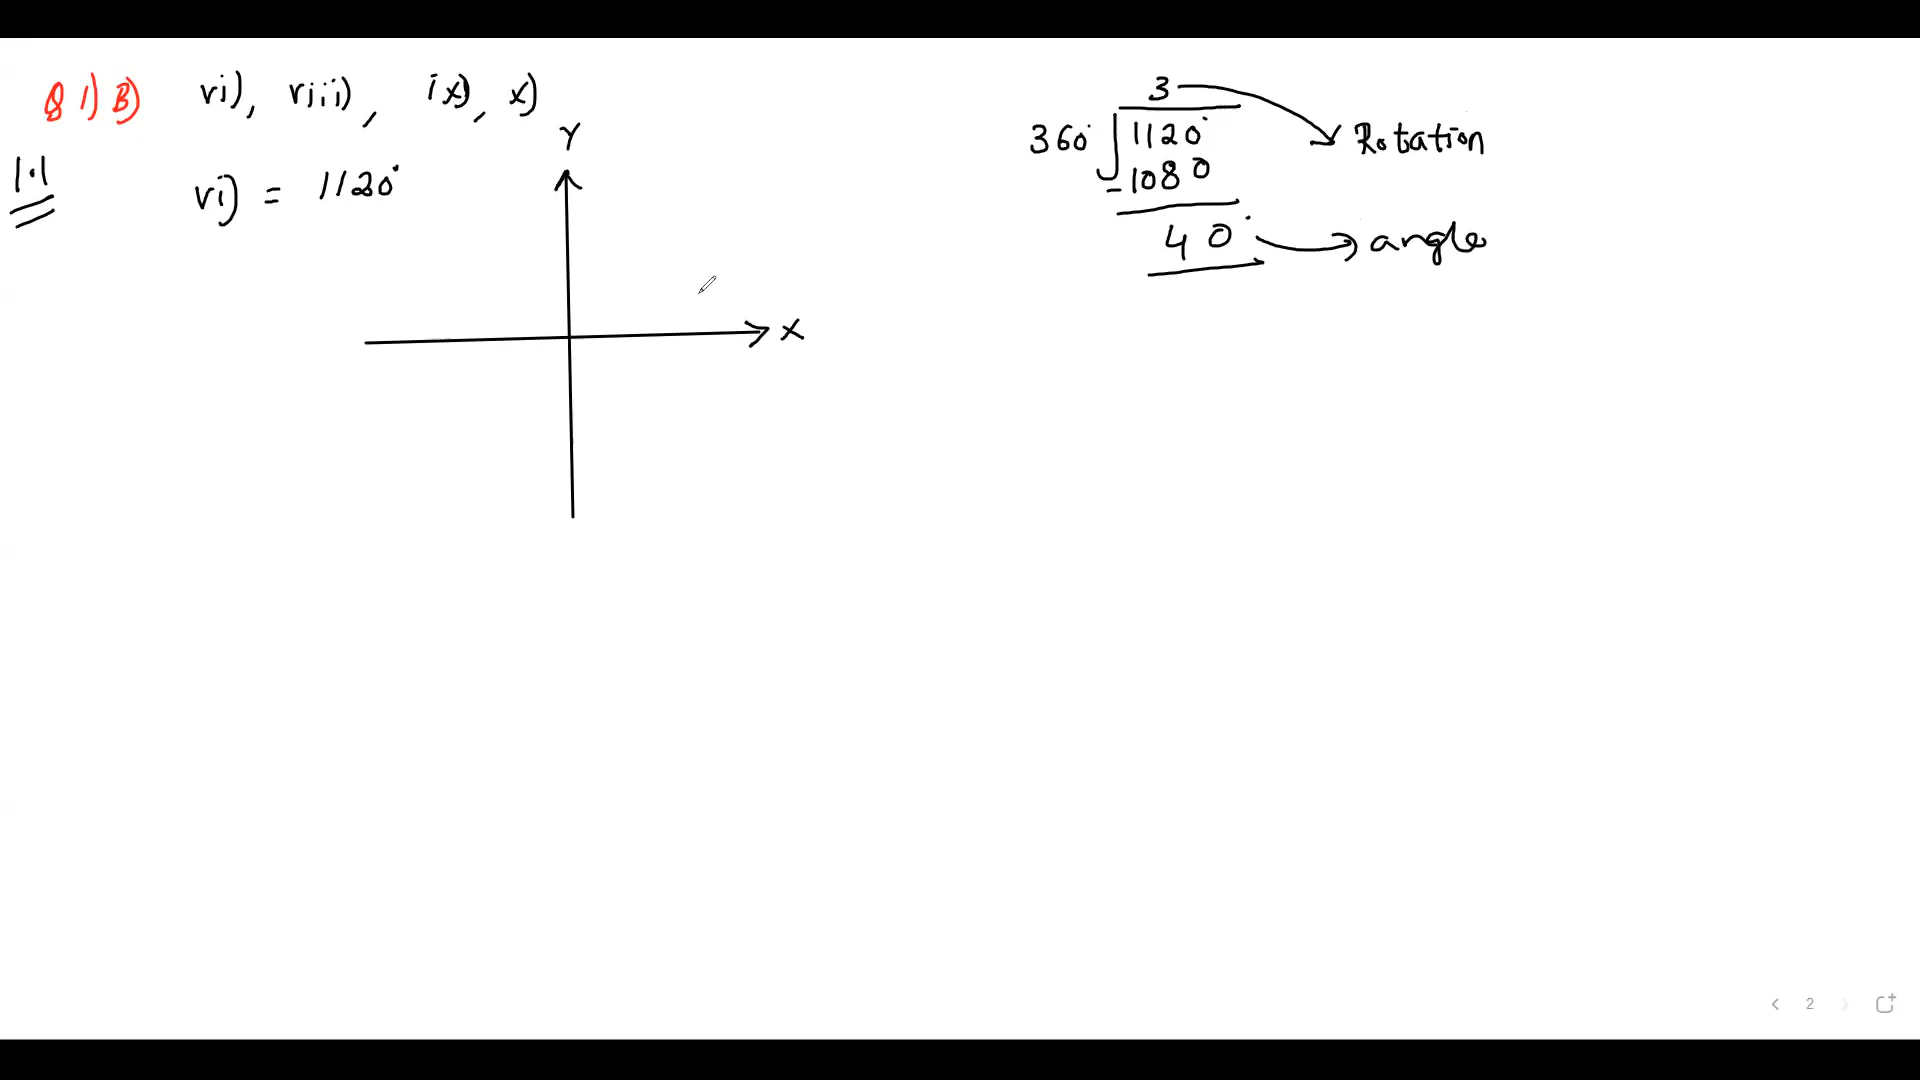 Q 1) B) vi), viii), ix), x)
1.1
vi) = 1120°
Y
X
3 → Rotation
360° 1120°
-1080
40° → angle
2